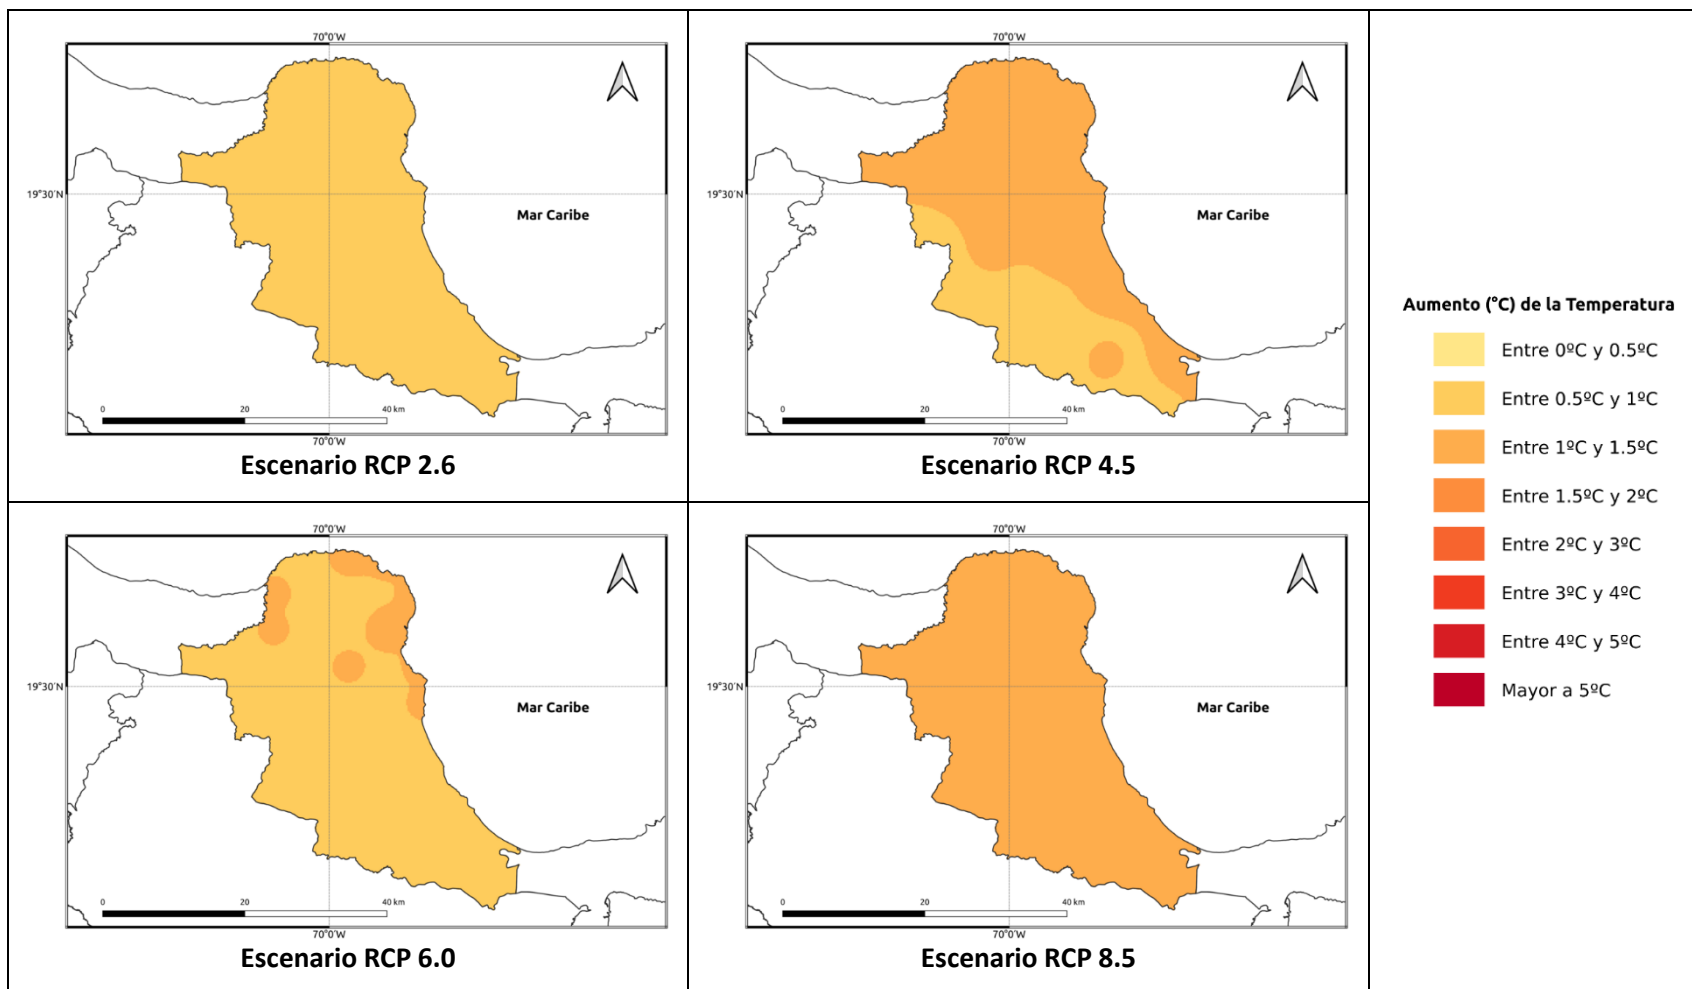 70°0'W
19°30'N
Mar Caribe
0 20 40 km
70°0'W
Escenario RCP 2.6
70°0'W
19°30'N
Mar Caribe
0 20 40 km
70°0'W
Escenario RCP 4.5
70°0'W
19°30'N
Mar Caribe
0 20 40 km
70°0'W
Escenario RCP 6.0
70°0'W
19°30'N
Mar Caribe
0 20 40 km
70°0'W
Escenario RCP 8.5
Aumento (°C) de la Temperatura
Entre 0ºC y 0.5ºC
Entre 0.5ºC y 1ºC
Entre 1ºC y 1.5ºC
Entre 1.5ºC y 2ºC
Entre 2ºC y 3ºC
Entre 3ºC y 4ºC
Entre 4ºC y 5ºC
Mayor a 5ºC